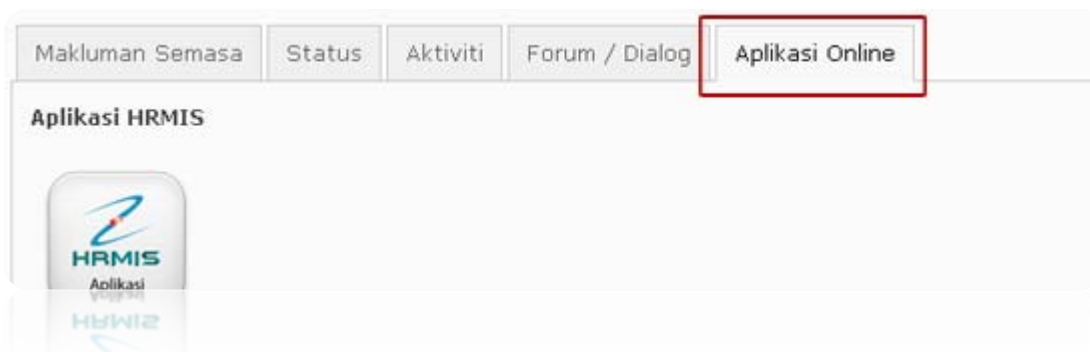 Makluman Semasa Status Aktiviti Forum / Dialog Aplikasi Online
Aplikasi HRMIS
HRMIS
Aplikasi